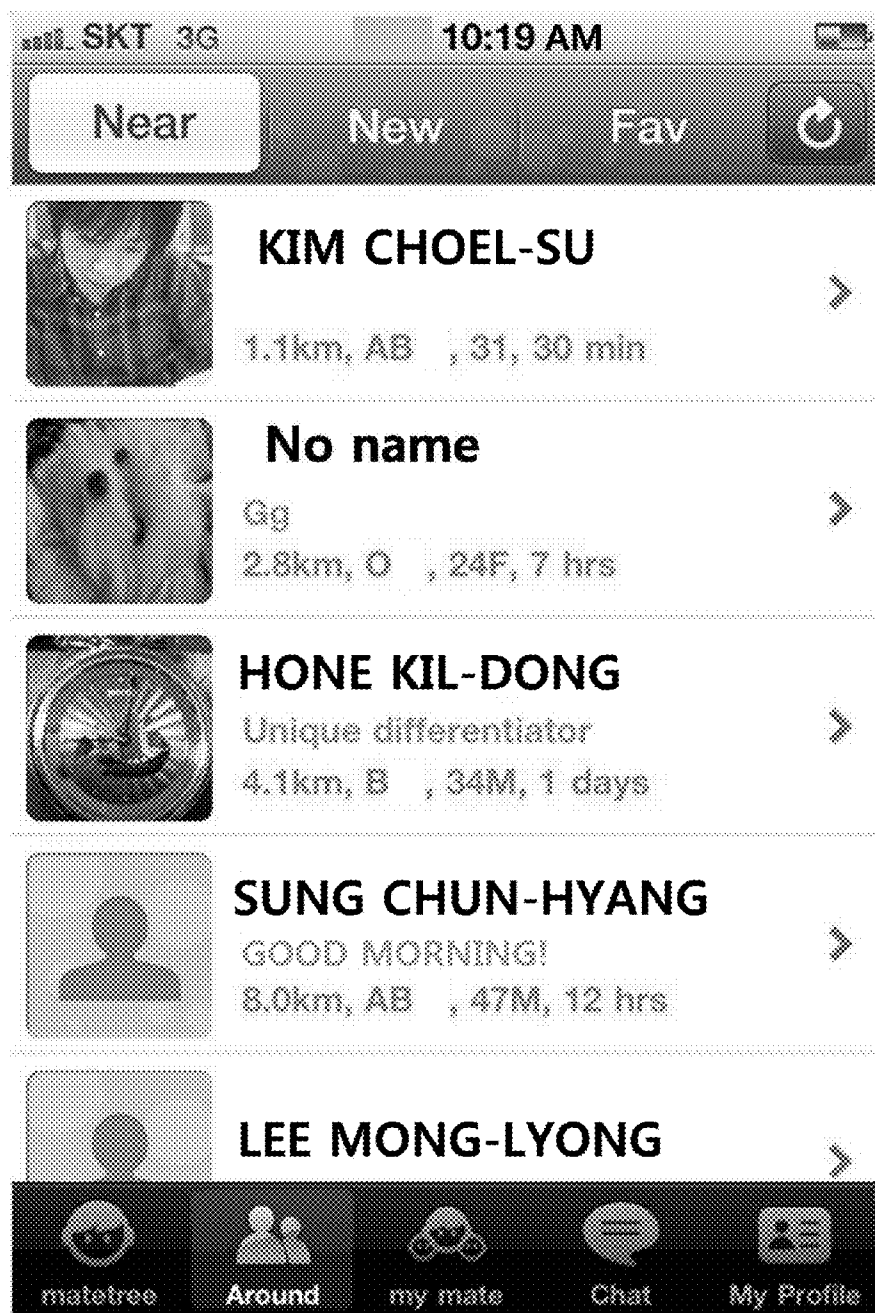 SKT 3G 10:19 AM
Near New Fav
KIM CHOEL-SU
1.1km, AB , 31, 30 min
No name
Gg
2.8km, O , 24F, 7 hrs
HONE KIL-DONG
Unique differentiator
4.1km, B , 34M, 1 days
SUNG CHUN-HYANG
GOOD MORNING!
8.0km, AB , 47M, 12 hrs
LEE MONG-LYONG
matetree Around my mate Chat My Profile